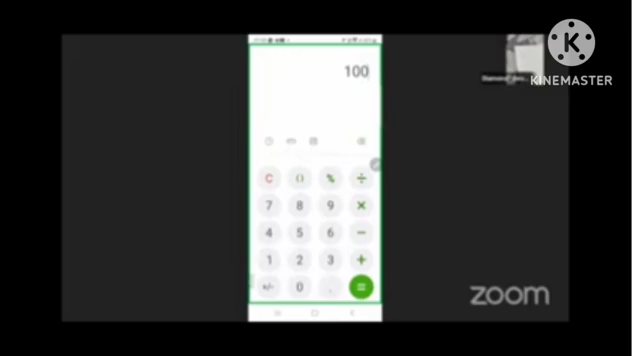 100
KINEMASTER
C () % ÷
7 8 9 ×
4 5 6 −
1 2 3 +
+/- 0 . =
zoom